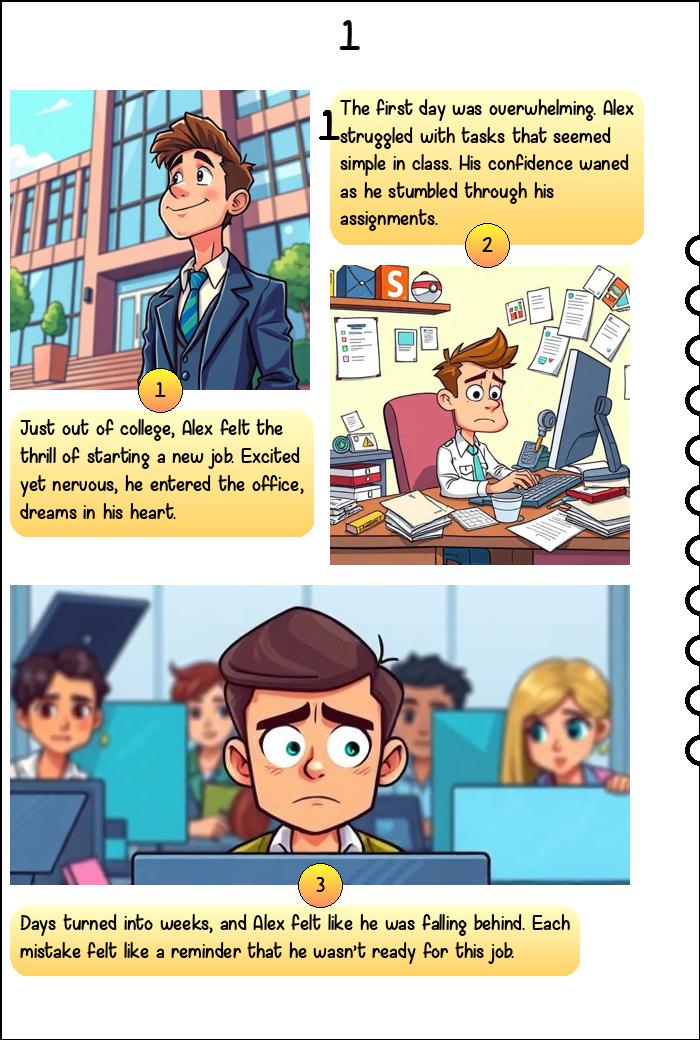 1
1
The first day was overwhelming. Alex
struggled with tasks that seemed
simple in class. His confidence waned
as he stumbled through his
assignments.
2
S
1
Just out of college, Alex felt the
thrill of starting a new job. Excited
yet nervous, he entered the office,
dreams in his heart.
3
Days turned into weeks, and Alex felt like he was falling behind. Each
mistake felt like a reminder that he wasn't ready for this job.